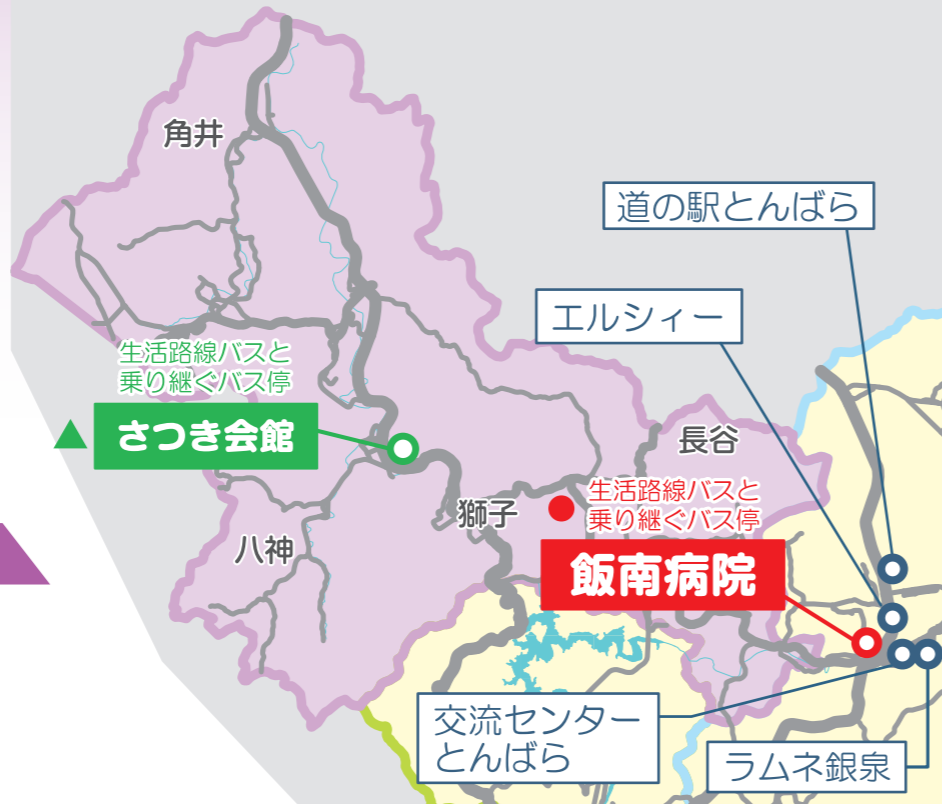 角井
道の駅とんばら
エルシィー
生活路線バスと
乗り継ぐバス停
さつき会館
長谷
生活路線バスと
乗り継ぐバス停
獅子
八神
飯南病院
交流センター
とんばら
ラムネ銀泉